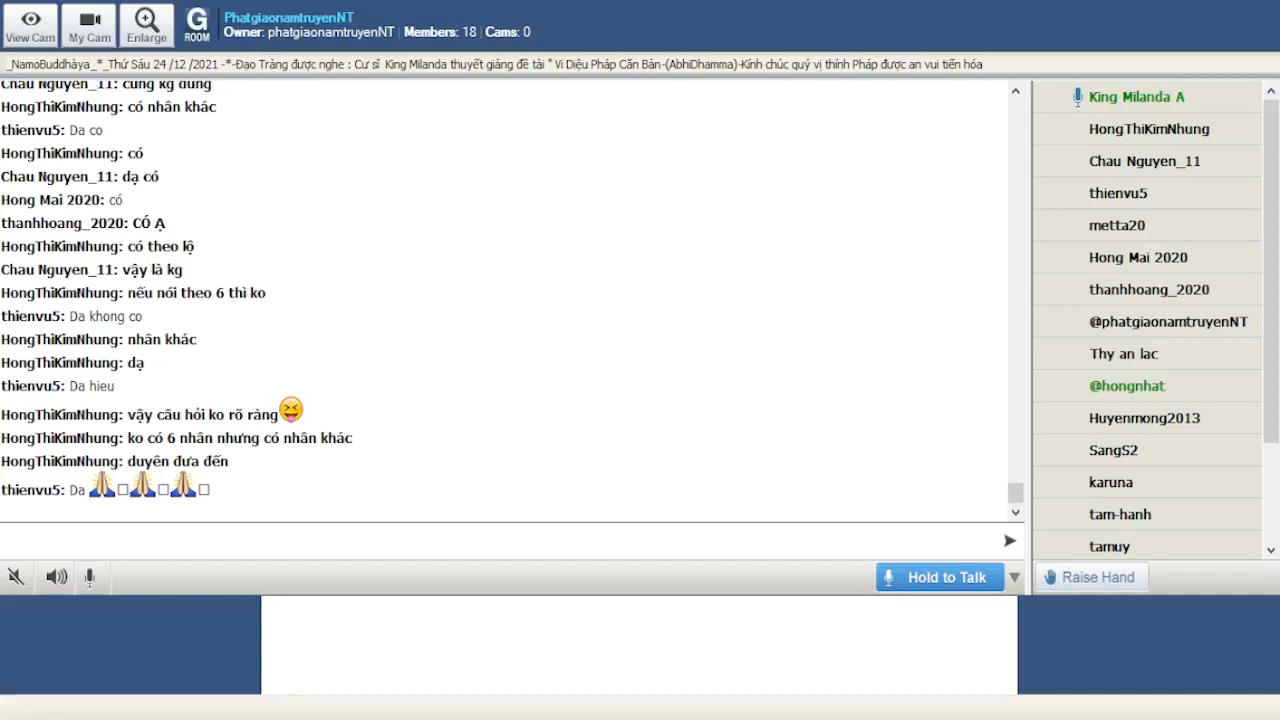 View Cam
My Cam
Enlarge
G
ROOM
PhatgiaonamtruyenNT
Owner: phatgiaonamtruyenNT | Members: 18 | Cams: 0
_NamoBuddhàya_*_Thứ Sáu 24 /12 /2021 -*-Đạo Tràng được nghe : Cư sĩ King Milanda thuyết giảng đề tài " Vi Diệu Pháp Căn Bản-(AbhiDhamma)-Kính chúc quý vị thính Pháp được an vui tiến hóa
Chau Nguyen_11: cũng kg đúng
HongThiKimNhung: có nhân khác
thienvu5: Da co
HongThiKimNhung: có
Chau Nguyen_11: dạ có
Hong Mai 2020: có
thanhhoang_2020: CÓ Ạ
HongThiKimNhung: có theo lộ
Chau Nguyen_11: vậy là kg
HongThiKimNhung: nếu nói theo 6 thì ko
thienvu5: Da khong co
HongThiKimNhung: nhân khác
HongThiKimNhung: dạ
thienvu5: Da hieu
HongThiKimNhung: vậy câu hỏi ko rõ ràng
HongThiKimNhung: ko có 6 nhân nhưng có nhân khác
HongThiKimNhung: duyên đưa đến
thienvu5: Da
King Milanda A
HongThiKimNhung
Chau Nguyen_11
thienvu5
metta20
Hong Mai 2020
thanhhoang_2020
@phatgiaonamtruyenNT
Thy an lac
@hongnhat
Huyenmong2013
SangS2
karuna
tam-hanh
tamuy
Hold to Talk
Raise Hand